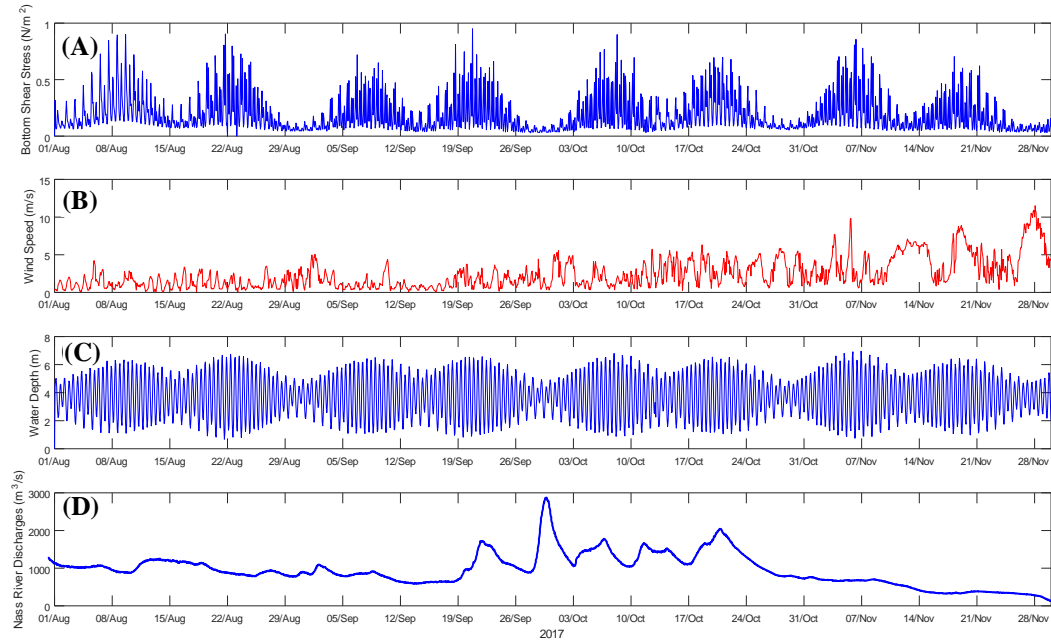 (A)
Bottom Shear Stress (N/m²)
1
0.5
0
01/Aug 08/Aug 15/Aug 22/Aug 29/Aug 05/Sep 12/Sep 19/Sep 26/Sep 03/Oct 10/Oct 17/Oct 24/Oct 31/Oct 07/Nov 14/Nov 21/Nov 28/Nov
(B)
Wind Speed (m/s)
15
10
5
0
01/Aug 08/Aug 15/Aug 22/Aug 29/Aug 05/Sep 12/Sep 19/Sep 26/Sep 03/Oct 10/Oct 17/Oct 24/Oct 31/Oct 07/Nov 14/Nov 21/Nov 28/Nov
(C)
Water Depth (m)
8
6
4
2
0
01/Aug 08/Aug 15/Aug 22/Aug 29/Aug 05/Sep 12/Sep 19/Sep 26/Sep 03/Oct 10/Oct 17/Oct 24/Oct 31/Oct 07/Nov 14/Nov 21/Nov 28/Nov
(D)
Nass River Discharges (m³/s)
3000
2000
1000
0
01/Aug 08/Aug 15/Aug 22/Aug 29/Aug 05/Sep 12/Sep 19/Sep 26/Sep 03/Oct 10/Oct 17/Oct 24/Oct 31/Oct 07/Nov 14/Nov 21/Nov 28/Nov
2017